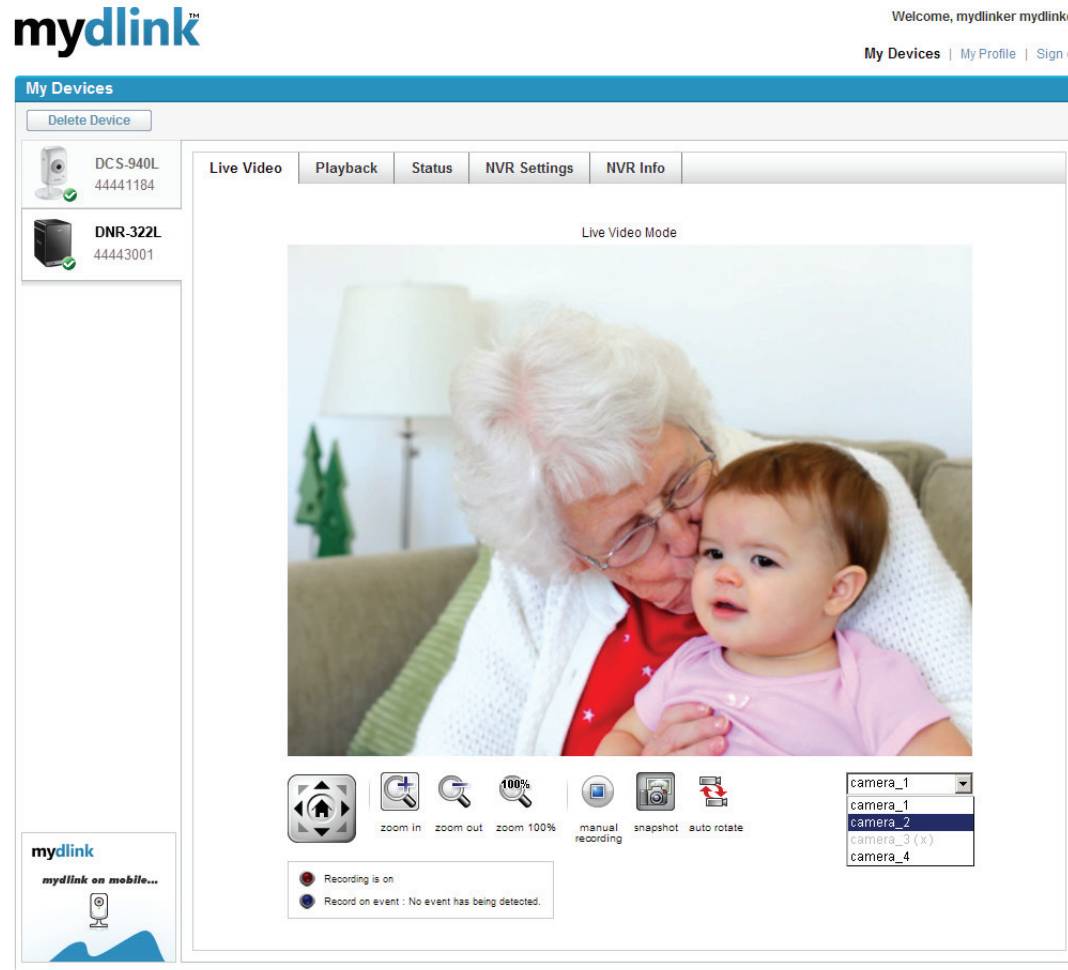 mydlink™
Welcome, mydlinker mydlinke
My Devices | My Profile | Sign
My Devices
Delete Device
DCS-940L
44441184
DNR-322L
44443001
Live Video
Playback
Status
NVR Settings
NVR Info
Live Video Mode
zoom in
zoom out
100%
zoom 100%
manual
recording
snapshot
auto rotate
camera_1
camera_1
camera_2
camera_3 (x)
camera_4
Recording is on
Record on event : No event has being detected.
mydlink
mydlink on mobile...